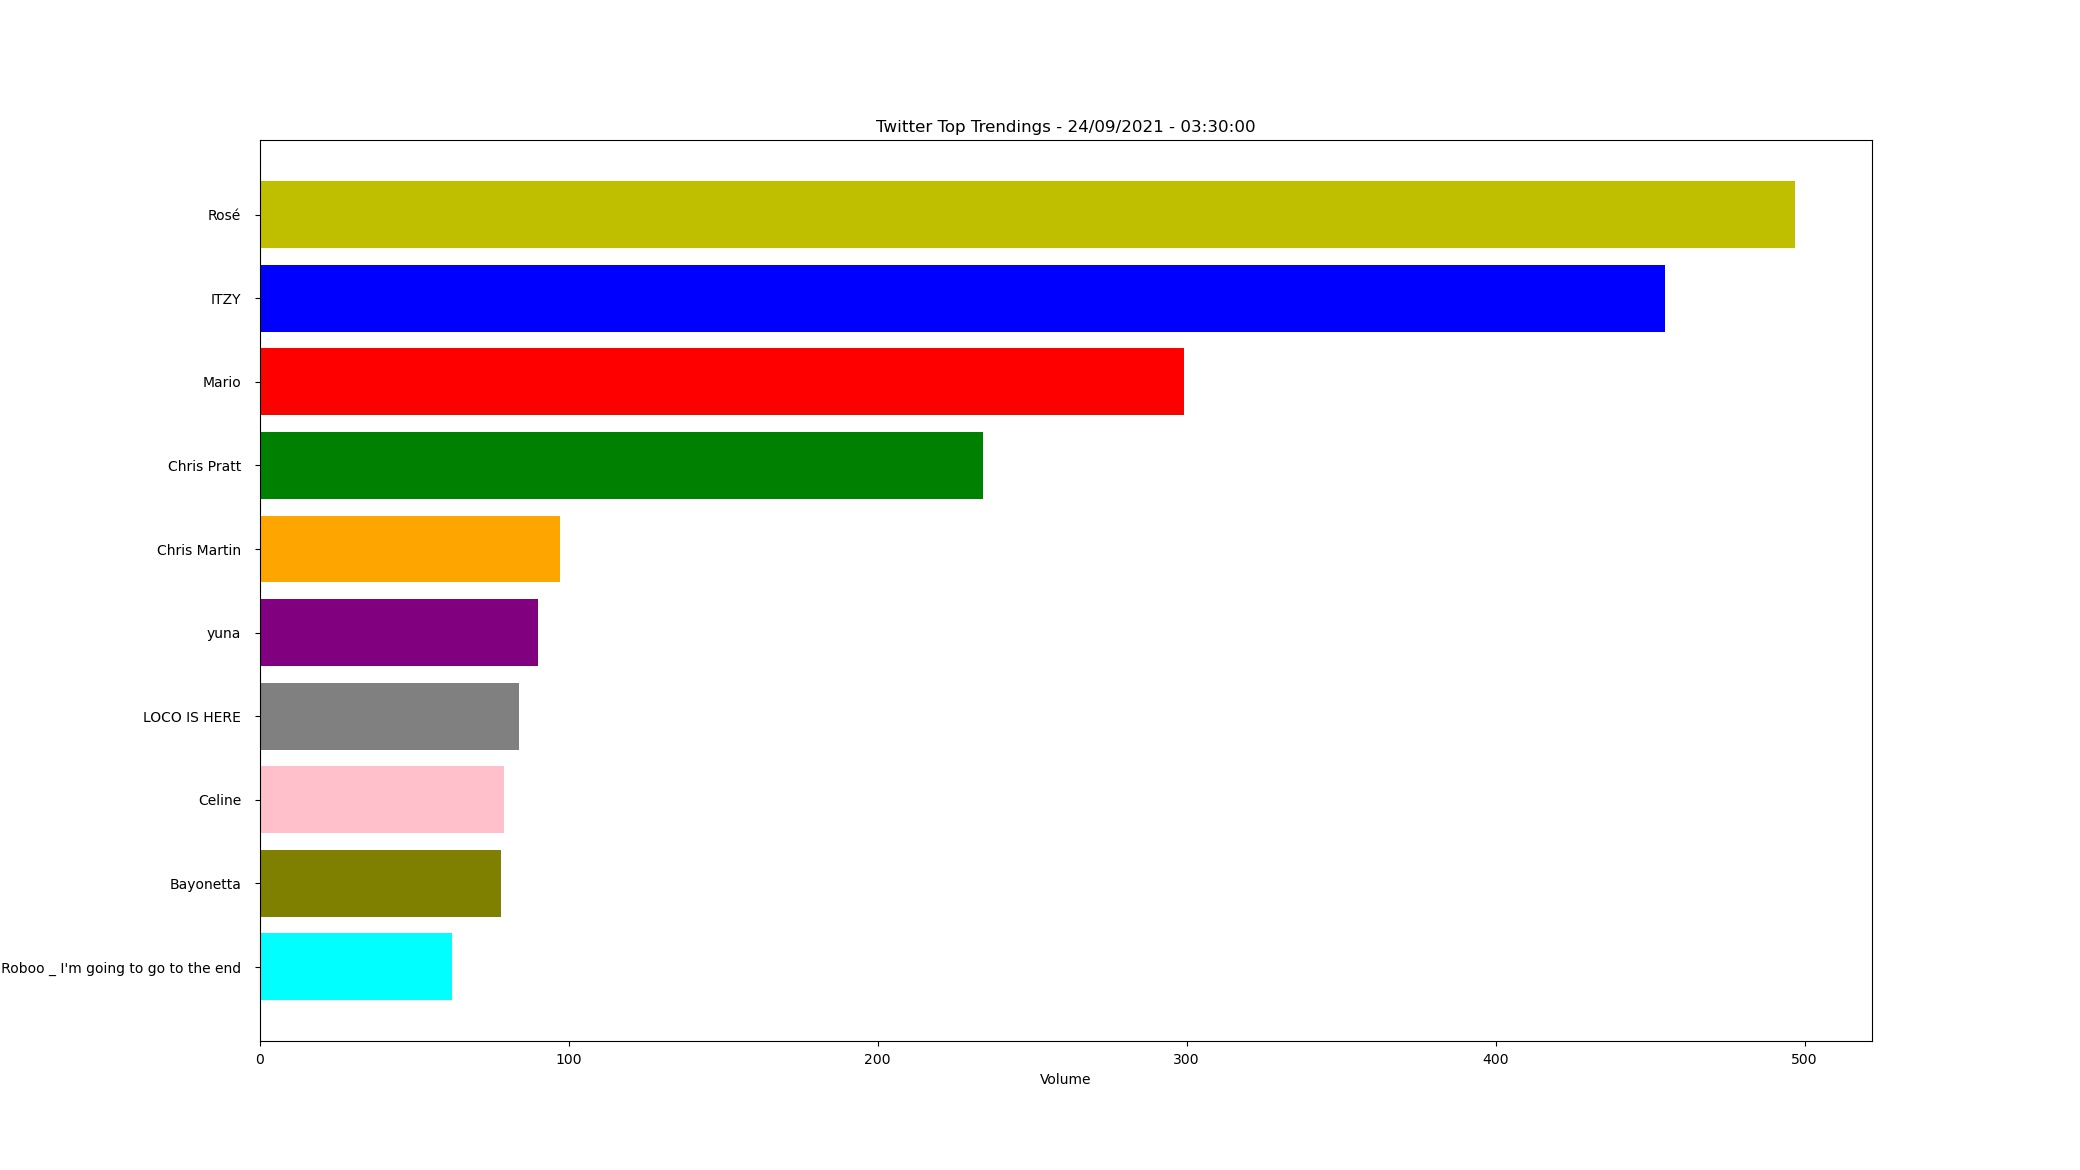 Twitter Top Trendings - 24/09/2021 - 03:30:00
Rosé
ITZY
Mario
Chris Pratt
Chris Martin
yuna
LOCO IS HERE
Celine
Bayonetta
Roboo _ I'm going to go to the end
0 100 200 300 400 500
Volume